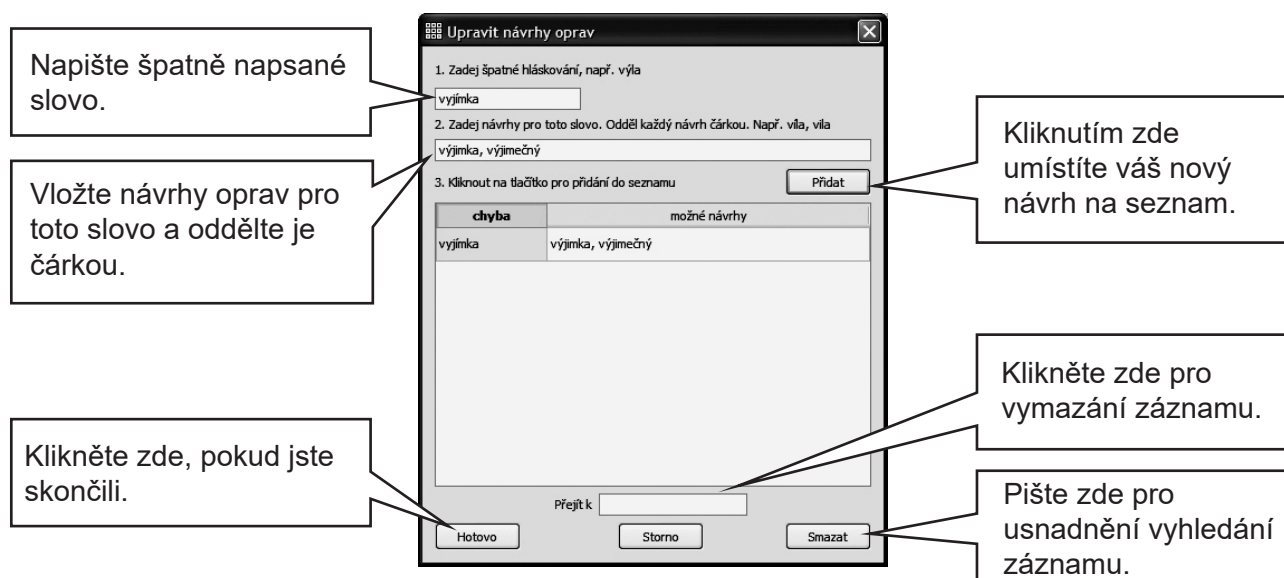 Napište špatně napsané
slovo.
Vložte návrhy oprav pro
toto slovo a oddělte je
čárkou.
Klikněte zde, pokud jste
skončili.
Upravit návrhy oprav
1. Zadej špatné hláskování, např. výla
vyjímka
2. Zadej návrhy pro toto slovo. Odděl každý návrh čárkou. Např. víla, vila
výjimka, výjimečný
3. Kliknout na tlačítko pro přidání do seznamu
Přidat
chyba možné návrhy
vyjímka výjimka, výjimečný
Přejít k
Hotovo Storno Smazat
Kliknutím zde
umístíte váš nový
návrh na seznam.
Klikněte zde pro
vymazání záznamu.
Pište zde pro
usnadnění vyhledání
záznamu.